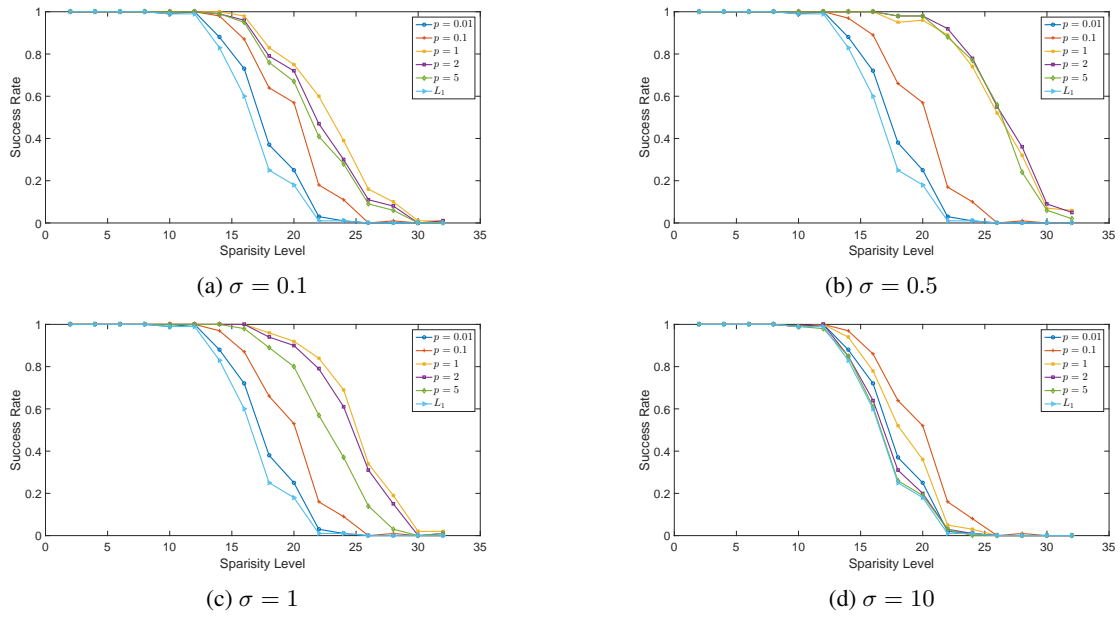 1
0.8
0.6
0.4
0.2
0
Success Rate
0 5 10 15 20 25 30 35
Sparisity Level
p = 0.01
p = 0.1
p = 1
p = 2
p = 5
L1
(a) σ = 0.1
1
0.8
0.6
0.4
0.2
0
Success Rate
0 5 10 15 20 25 30 35
Sparisity Level
p = 0.01
p = 0.1
p = 1
p = 2
p = 5
L1
(b) σ = 0.5
1
0.8
0.6
0.4
0.2
0
Success Rate
0 5 10 15 20 25 30 35
Sparisity Level
p = 0.01
p = 0.1
p = 1
p = 2
p = 5
L1
(c) σ = 1
1
0.8
0.6
0.4
0.2
0
Success Rate
0 5 10 15 20 25 30 35
Sparisity Level
p = 0.01
p = 0.1
p = 1
p = 2
p = 5
L1
(d) σ = 10